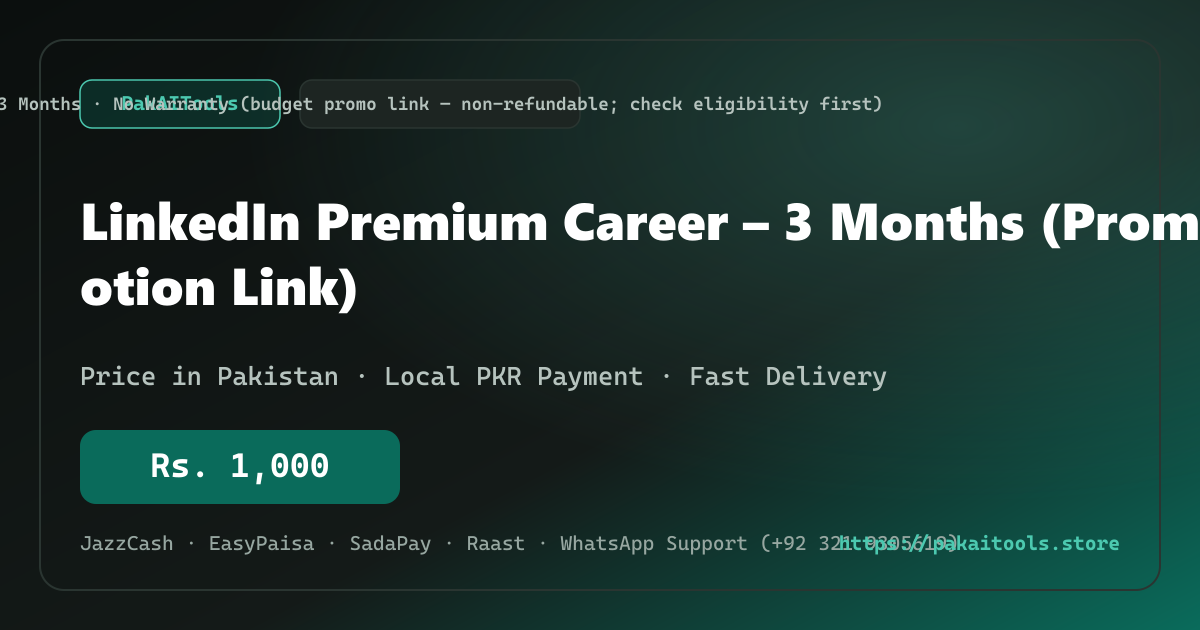 PakAITools
3 Months · No Warranty (budget promo link — non-refundable; check eligibility first)
LinkedIn Premium Career – 3 Months (Prom
otion Link)
Price in Pakistan · Local PKR Payment · Fast Delivery
Rs. 1,000
JazzCash · EasyPaisa · SadaPay · Raast · WhatsApp Support (+92 321
https://pakaitools.store